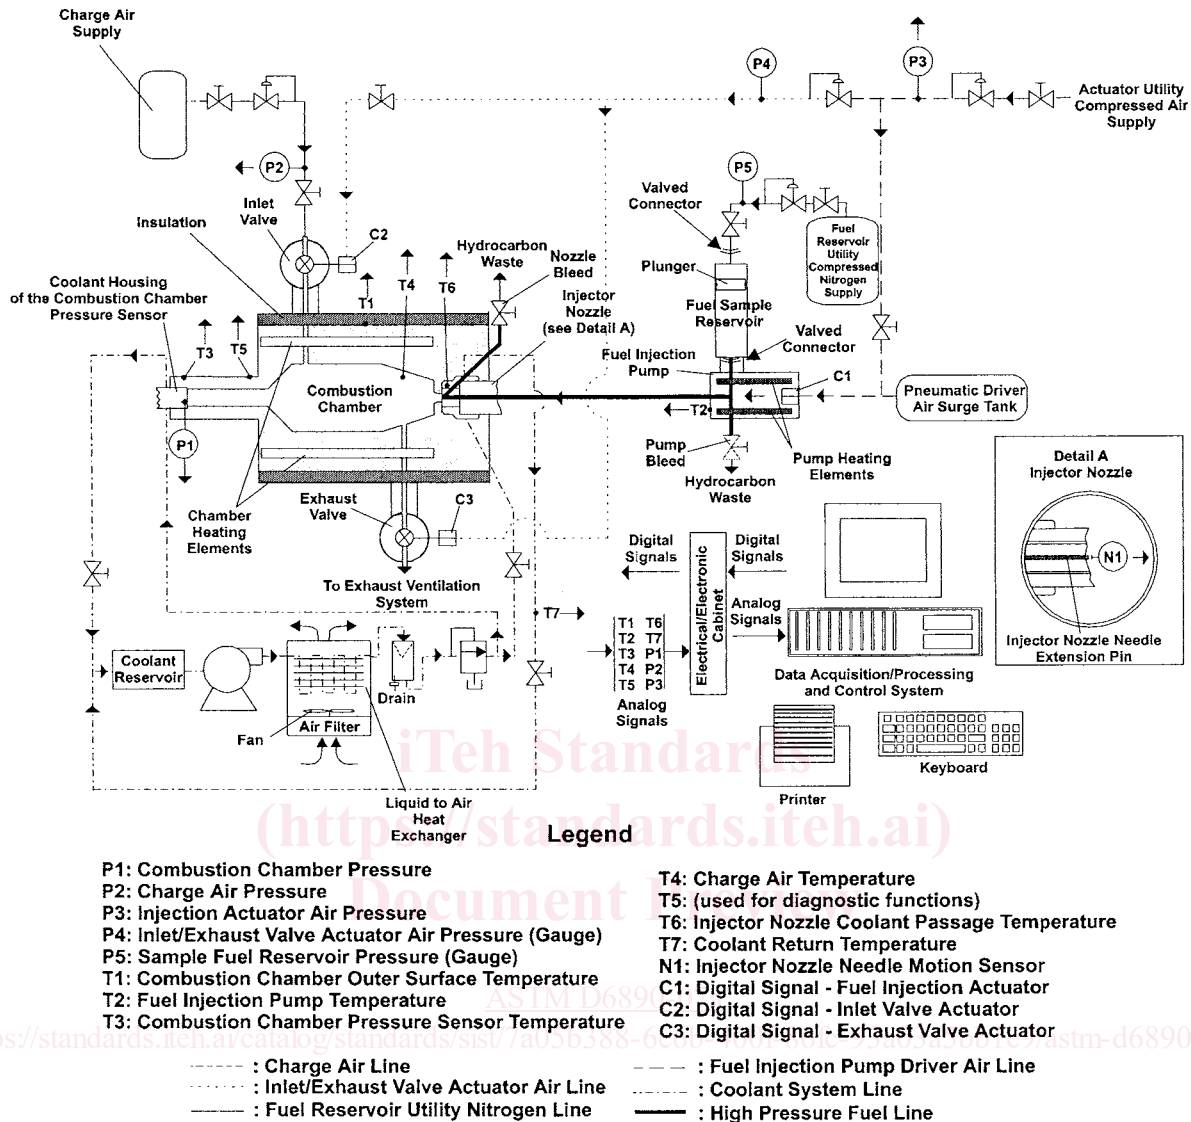 Charge Air
Supply
P4
P3
Actuator Utility
Compressed Air
Supply
P2
Inlet
Valve
Insulation
C2
Coolant Housing
of the Combustion Chamber
Pressure Sensor
T1
T4
T6
Hydrocarbon
Waste
Nozzle
Bleed
Injector
Nozzle
(see Detail A)
P5
Valved
Connector
Plunger
Fuel Sample
Reservoir
Fuel
Reservoir
Utility
Compressed
Nitrogen
Supply
Valved
Connector
Fuel Injection
Pump
C1
T2
Pneumatic Driver
Air Surge Tank
T3
T5
P1
Combustion
Chamber
Pump
Bleed
Hydrocarbon
Waste
Pump Heating
Elements
Chamber
Heating
Elements
Exhaust
Valve
C3
To Exhaust Ventilation
System
T7
Detail A
Injector Nozzle
N1
Injector Nozzle Needle
Extension Pin
Digital
Signals
Digital
Signals
Electrical/Electronic
Cabinet
Analog
Signals
T1 T6
T2 T7
T3 P1
T4 P2
T5 P3
Analog
Signals
Data Acquisition/Processing
and Control System
Printer
Keyboard
Coolant
Reservoir
Fan
Air Filter
Drain
Liquid to Air
Heat
Exchanger
iTeh Standards
(https://standards.iteh.ai)
Document Preview
Legend
P1: Combustion Chamber Pressure
P2: Charge Air Pressure
P3: Injection Actuator Air Pressure
P4: Inlet/Exhaust Valve Actuator Air Pressure (Gauge)
P5: Sample Fuel Reservoir Pressure (Gauge)
T1: Combustion Chamber Outer Surface Temperature
T2: Fuel Injection Pump Temperature
T3: Combustion Chamber Pressure Sensor Temperature
T4: Charge Air Temperature
T5: (used for diagnostic functions)
T6: Injector Nozzle Coolant Passage Temperature
T7: Coolant Return Temperature
N1: Injector Nozzle Needle Motion Sensor
C1: Digital Signal - Fuel Injection Actuator
C2: Digital Signal - Inlet Valve Actuator
C3: Digital Signal - Exhaust Valve Actuator
: Charge Air Line
: Inlet/Exhaust Valve Actuator Air Line
: Fuel Reservoir Utility Nitrogen Line
: Fuel Injection Pump Driver Air Line
: Coolant System Line
: High Pressure Fuel Line